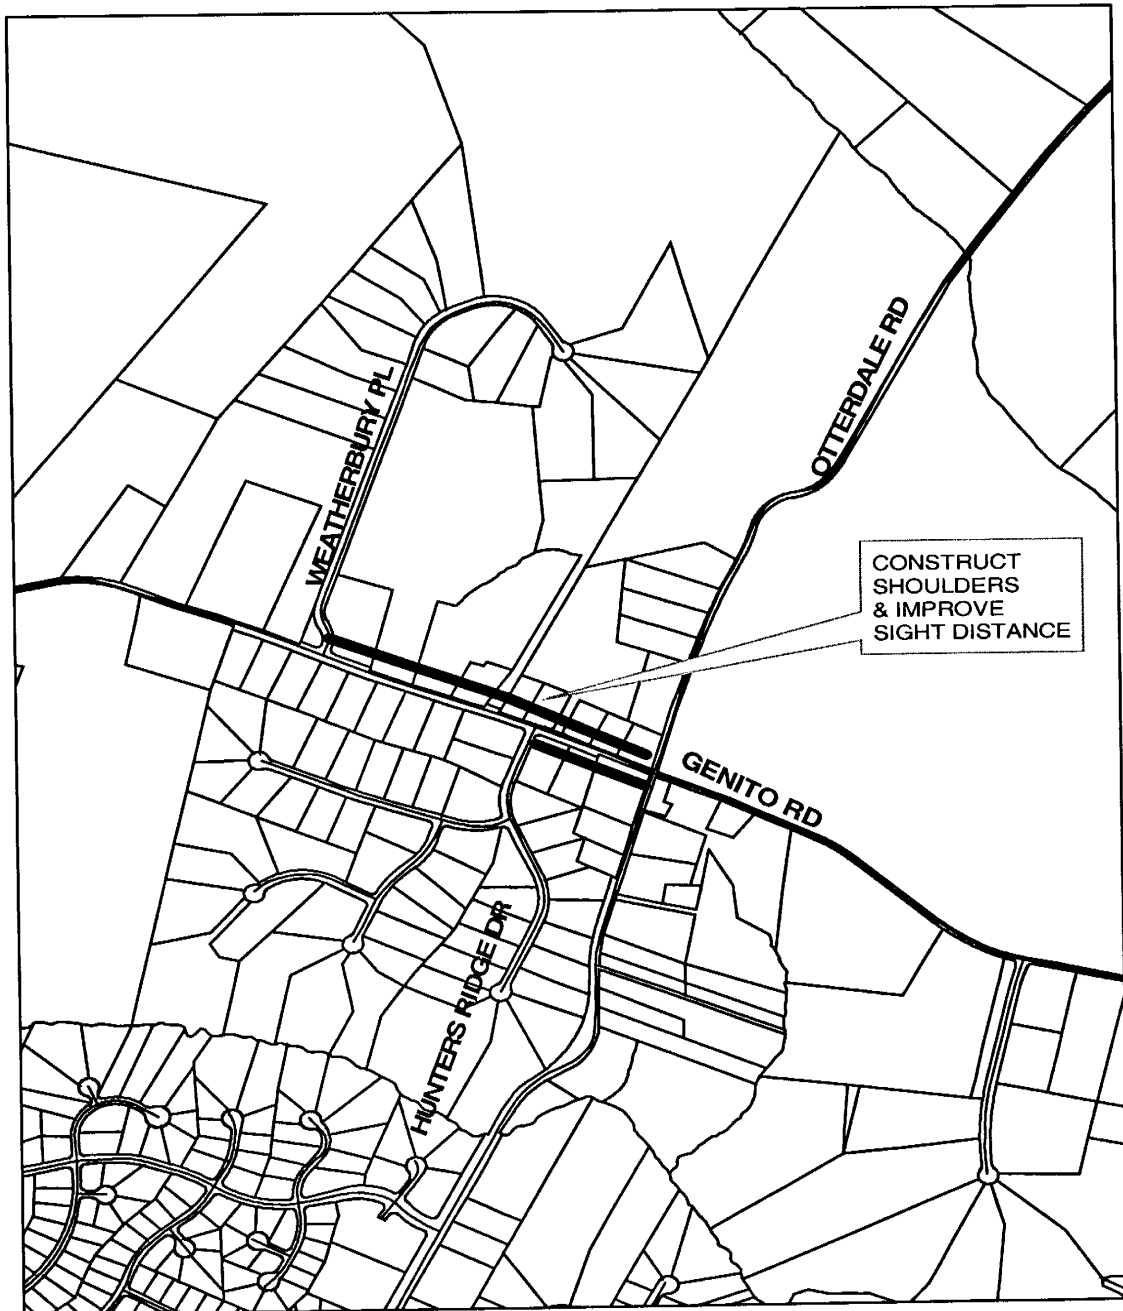 OTTERDALE RD
WEATHERBURY PL
CONSTRUCT
SHOULDERS
& IMPROVE
SIGHT DISTANCE
GENITO RD
HUNTERS RIDGE DR